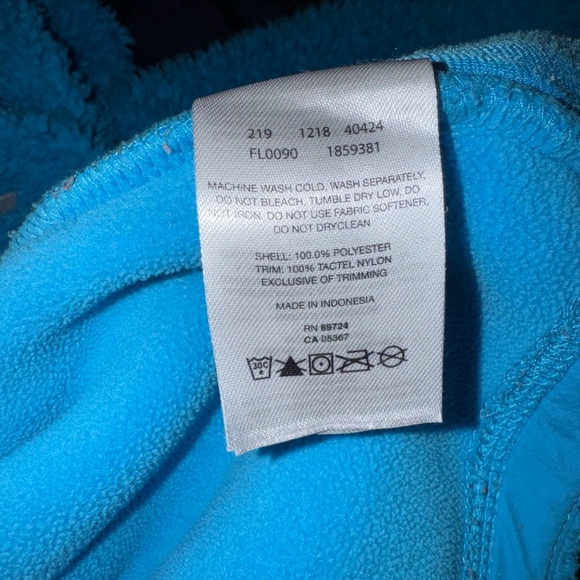 219 1218 40424
FL0090 1859381
MACHINE WASH COLD, WASH SEPARATELY,
DO NOT BLEACH, TUMBLE DRY LOW, DO
NOT IRON. DO NOT USE FABRIC SOFTENER,
DO NOT DRYCLEAN
SHELL: 100.0% POLYESTER
TRIM: 100% TACTEL NYLON
EXCLUSIVE OF TRIMMING
MADE IN INDONESIA
RN 69724
CA 05367
30C